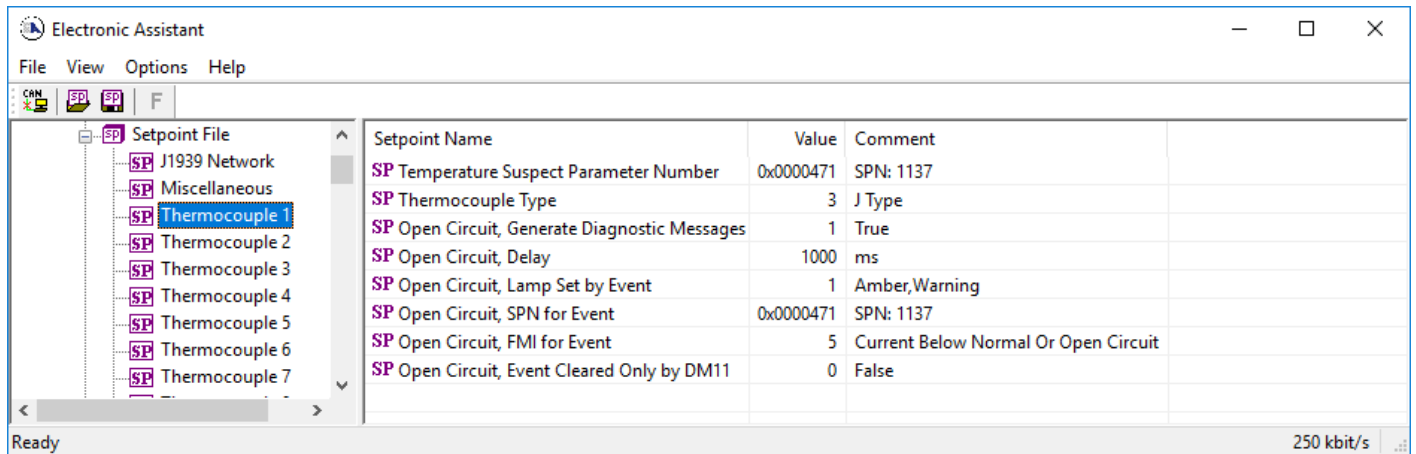 Electronic Assistant
File View Options Help
CAN SP SP F
SP Setpoint File
SP J1939 Network
SP Miscellaneous
SP Thermocouple 1
SP Thermocouple 2
SP Thermocouple 3
SP Thermocouple 4
SP Thermocouple 5
SP Thermocouple 6
SP Thermocouple 7
Setpoint Name Value Comment
SP Temperature Suspect Parameter Number 0x0000471 SPN: 1137
SP Thermocouple Type 3 J Type
SP Open Circuit, Generate Diagnostic Messages 1 True
SP Open Circuit, Delay 1000 ms
SP Open Circuit, Lamp Set by Event 1 Amber,Warning
SP Open Circuit, SPN for Event 0x0000471 SPN: 1137
SP Open Circuit, FMI for Event 5 Current Below Normal Or Open Circuit
SP Open Circuit, Event Cleared Only by DM11 0 False
Ready 250 kbit/s